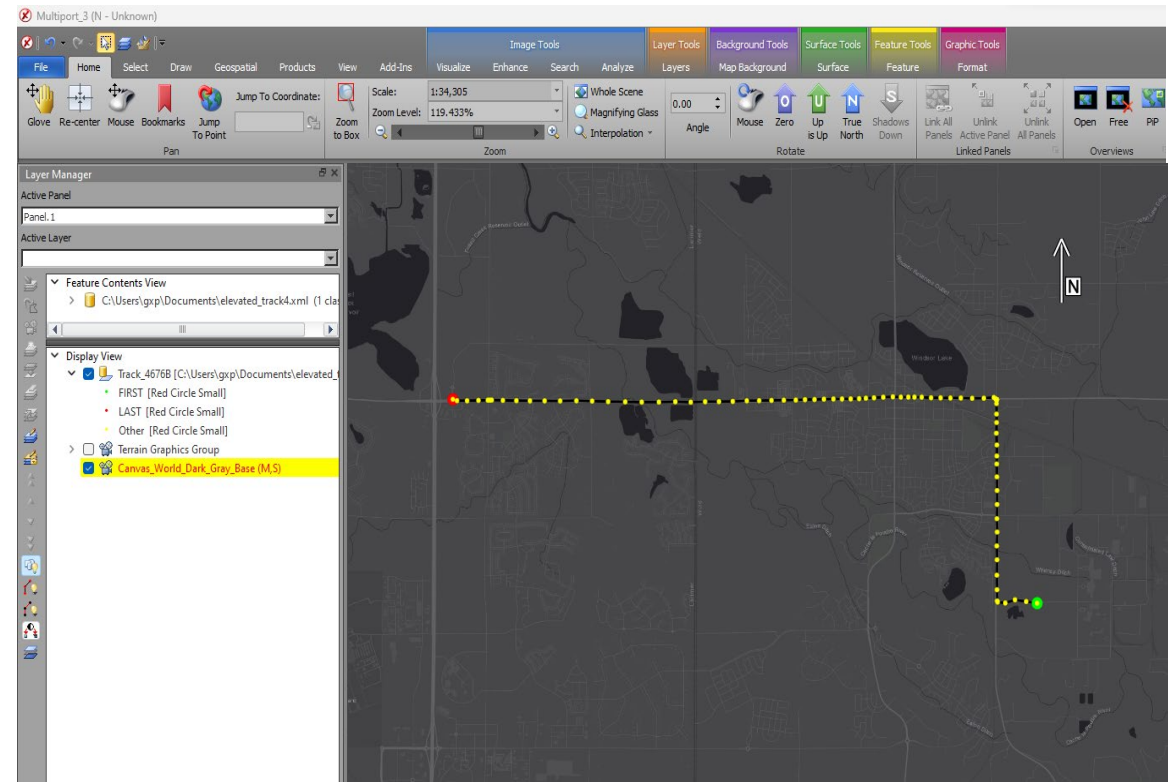 Multiport_3 (N - Unknown)
Image Tools
Layer Tools
Background Tools
Surface Tools
Feature Tools
Graphic Tools
File
Home
Select
Draw
Geospatial
Products
View
Add-Ins
Visualize
Enhance
Search
Analyze
Layers
Map Background
Surface
Feature
Format
Glove
Re-center
Mouse
Bookmarks
Jump
To Point
Jump To Coordinate:
Pan
Zoom
to Box
Scale:
1:34,305
Zoom Level:
119.433%
Whole Scene
Magnifying Glass
Interpolation
Zoom
0.00
Angle
Mouse
Zero
Up
is Up
True
North
Shadows
Down
Rotate
Link All
Panels
Unlink
Active Panel
Unlink
All Panels
Linked Panels
Open
Free
PiP
Overviews
Layer Manager
Active Panel
Panel.1
Active Layer
Feature Contents View
C:\Users\gxp\Documents\elevated_track4.xml (1 clas
Display View
Track_4676B [C:\Users\gxp\Documents\elevated_t
FIRST [Red Circle Small]
LAST [Red Circle Small]
Other [Red Circle Small]
Terrain Graphics Group
Canvas_World_Dark_Gray_Base (M,S)
N
Windsor Lake